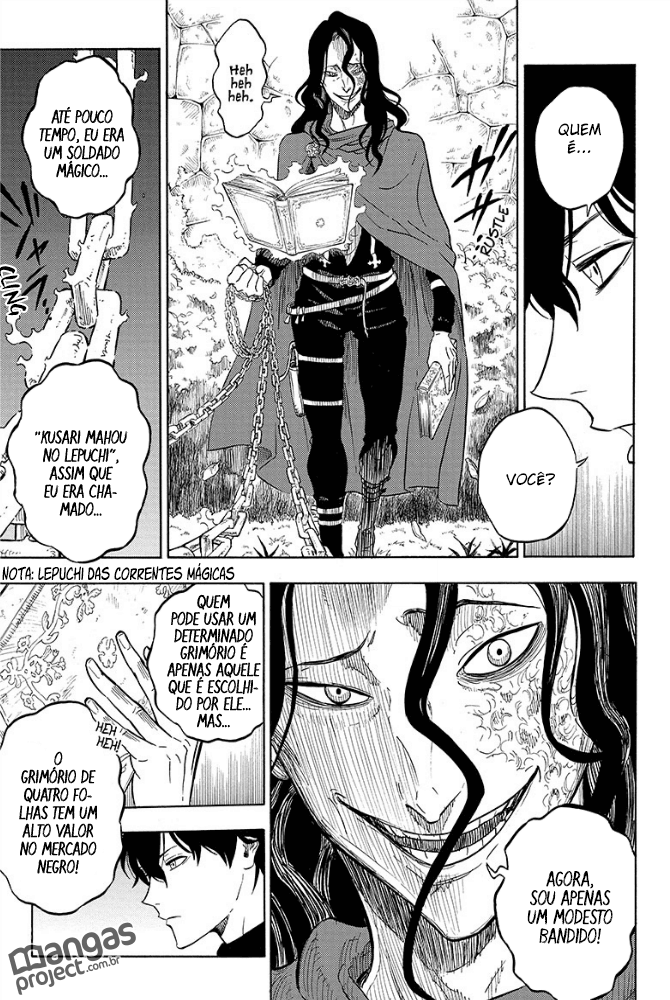 QUEM
É...
VOCÊ?
Heh
heh
heh.
RUSTLE
ATÉ POUCO
TEMPO, EU ERA
UM SOLDADO
MÁGICO...
CLING
"KUSARI MAHOU
NO LEPUCHI",
ASSIM QUE
EU ERA CHA-
MADO...
NOTA: LEPUCHI DAS CORRENTES MÁGICAS
AGORA,
SOU APENAS
UM MODESTO
BANDIDO!
QUEM
PODE USAR UM
DETERMINADO
GRIMÓRIO É
APENAS AQUELE
QUE É ESCOLHI-
DO POR ELE...
MAS...
HEH
HEH!
O
GRIMÓRIO DE
QUATRO FO-
LHAS TEM UM
ALTO VALOR
NO MERCADO
NEGRO!
mangas
project.com.br